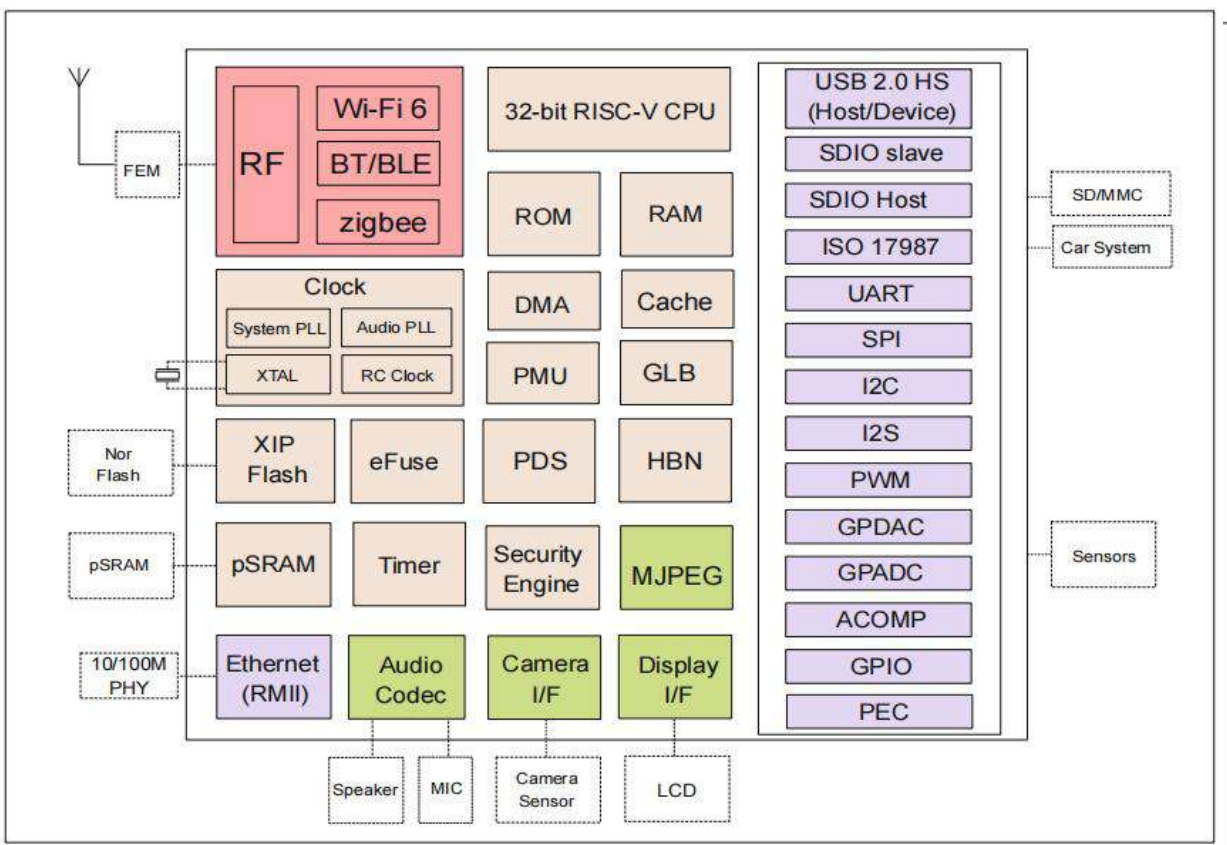 FEM
RF
Wi-Fi 6
BT/BLE
zigbee
32-bit RISC-V CPU
ROM
RAM
Clock
System PLL
Audio PLL
XTAL
RC Clock
DMA
Cache
PMU
GLB
Nor
Flash
XIP
Flash
eFuse
PDS
HBN
pSRAM
pSRAM
Timer
Security
Engine
MJPEG
10/100M
PHY
Ethernet
(RMII)
Audio
Codec
Camera
I/F
Display
I/F
Speaker
MIC
Camera
Sensor
LCD
USB 2.0 HS
(Host/Device)
SDIO slave
SDIO Host
ISO 17987
UART
SPI
I2C
I2S
PWM
GPDAC
GPADC
ACOMP
GPIO
PEC
SD/MMC
Car System
Sensors